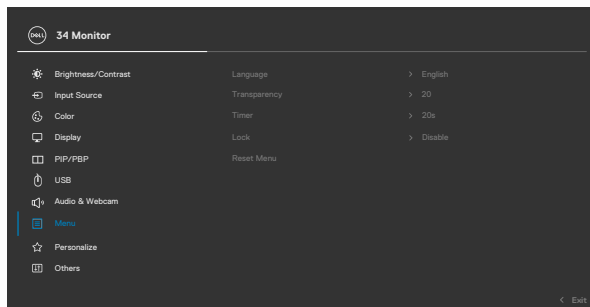 DELL 34 Monitor
Brightness/Contrast Language > English
Input Source Transparency > 20
Color Timer > 20s
Display Lock > Disable
PIP/PBP Reset Menu
USB
Audio & Webcam
Menu
Personalize
Others
< Exit